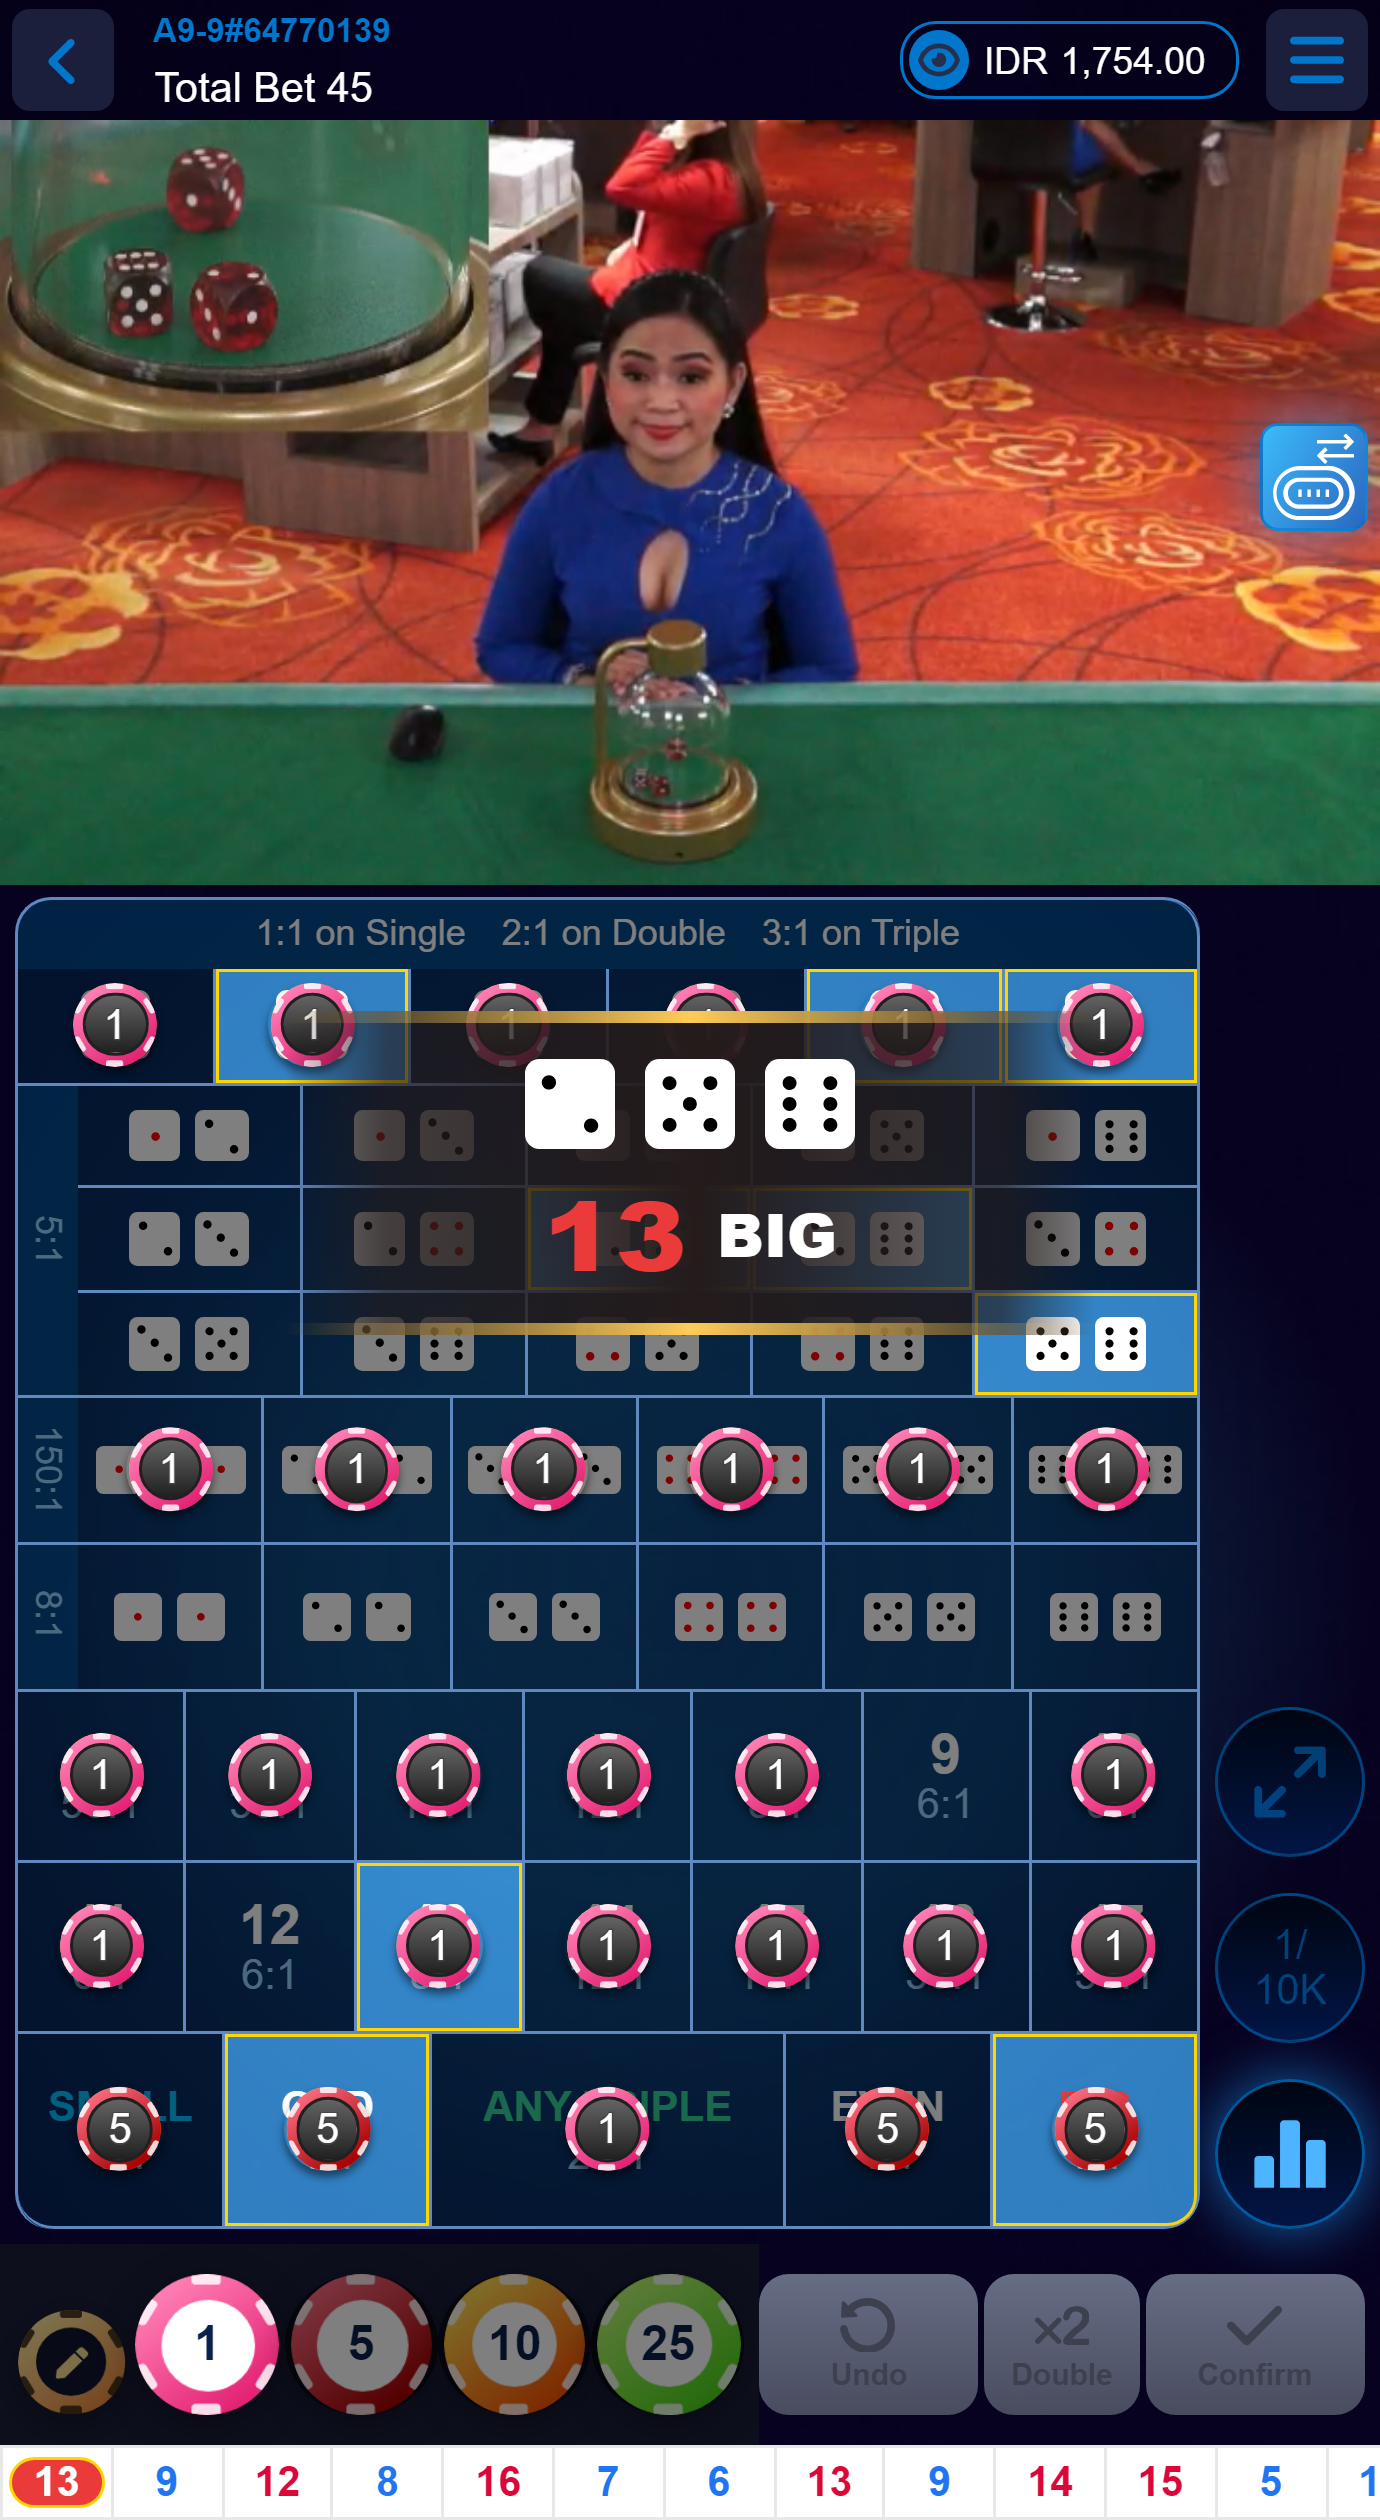 A9-9#64770139
Total Bet 45
IDR 1,754.00
1:1 on Single 2:1 on Double 3:1 on Triple
1 1 1 1 1 1
13 BIG
5:1
150:1
1 1 1 1 1 1
8:1
1 1 1 1 1 9 1
6:1
1 12 1 1 1 1 1
6:1
1/
10K
5 5 1 5 5
1 5 10 25
Undo
x2
Double
Confirm
13 9 12 8 16 7 6 13 9 14 15 5